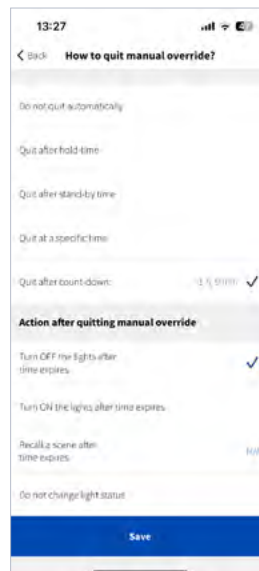 13:27
Back How to quit manual override?
Do not quit automatically
Quit after hold-time
Quit after stand-by time
Quit at a specific time
Quit after count-down:
Action after quitting manual override
Turn OFF the lights after
time expires
Turn ON the lights after time expires
Recall a scene after
time expires
Do not change light status
Save